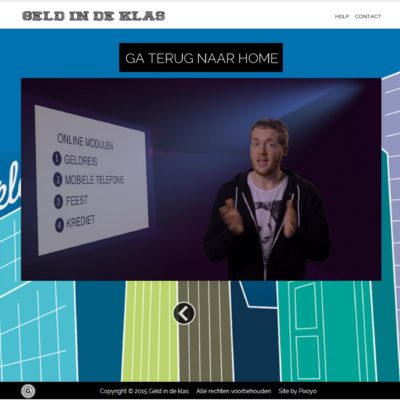 GELD IN DE KLAS
HELP CONTACT
GA TERUG NAAR HOME
ONLINE MODULEN
1 GELDREIS
2 MOBIELE TELEFONE
3 FEEST
4 KREDIET
G
Copyright © 2015 Geld in de klas Alle rechten voorbehouden Site by Pixoyo